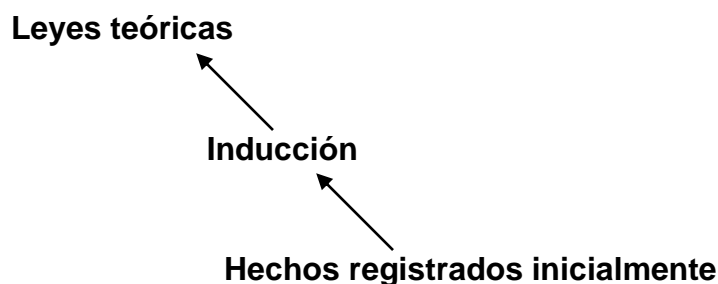 Leyes teóricas
Inducción
Hechos registrados inicialmente